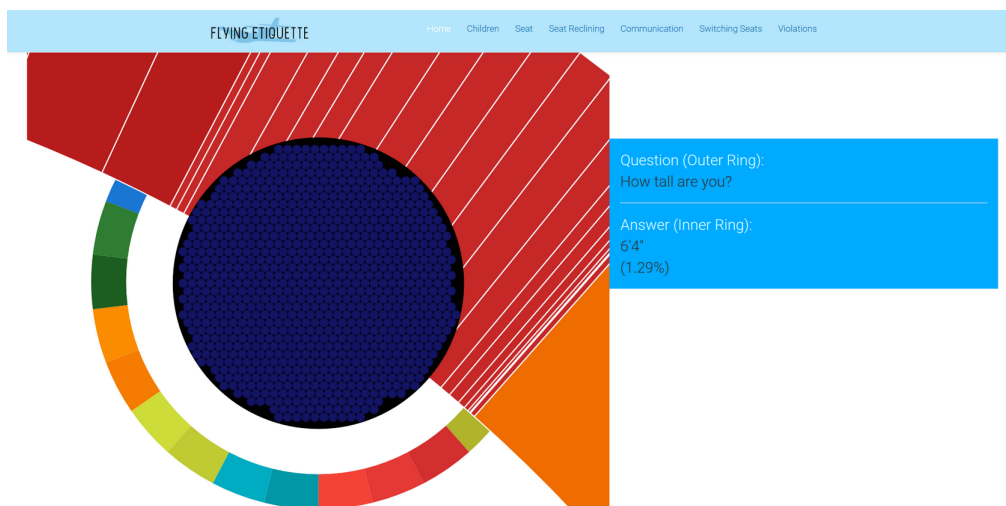 FLYING ETIQUETTE
Home Children Seat Seat Reclining Communication Switching Seats Violations
Question (Outer Ring):
How tall are you?
Answer (Inner Ring):
6'4"
(1.29%)